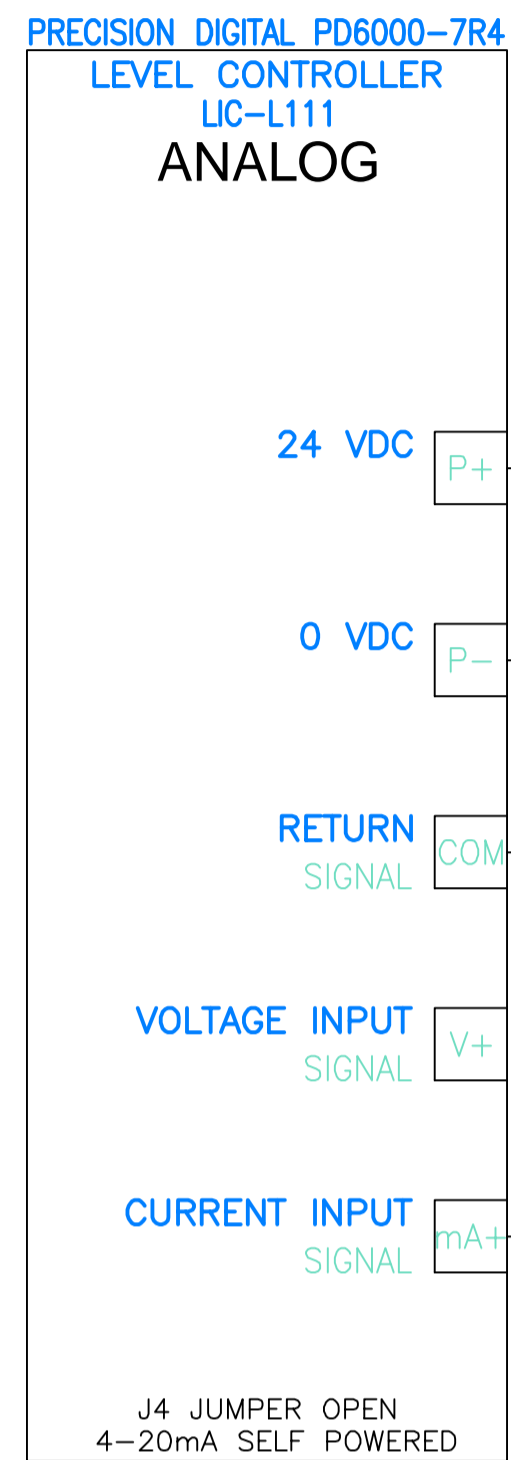 PRECISION DIGITAL PD6000-7R4
LEVEL CONTROLLER
LIC-L111
ANALOG
24 VDC
P+
0 VDC
P-
RETURN
SIGNAL
COM
VOLTAGE INPUT
SIGNAL
V+
CURRENT INPUT
SIGNAL
mA+
J4 JUMPER OPEN
4-20mA SELF POWERED